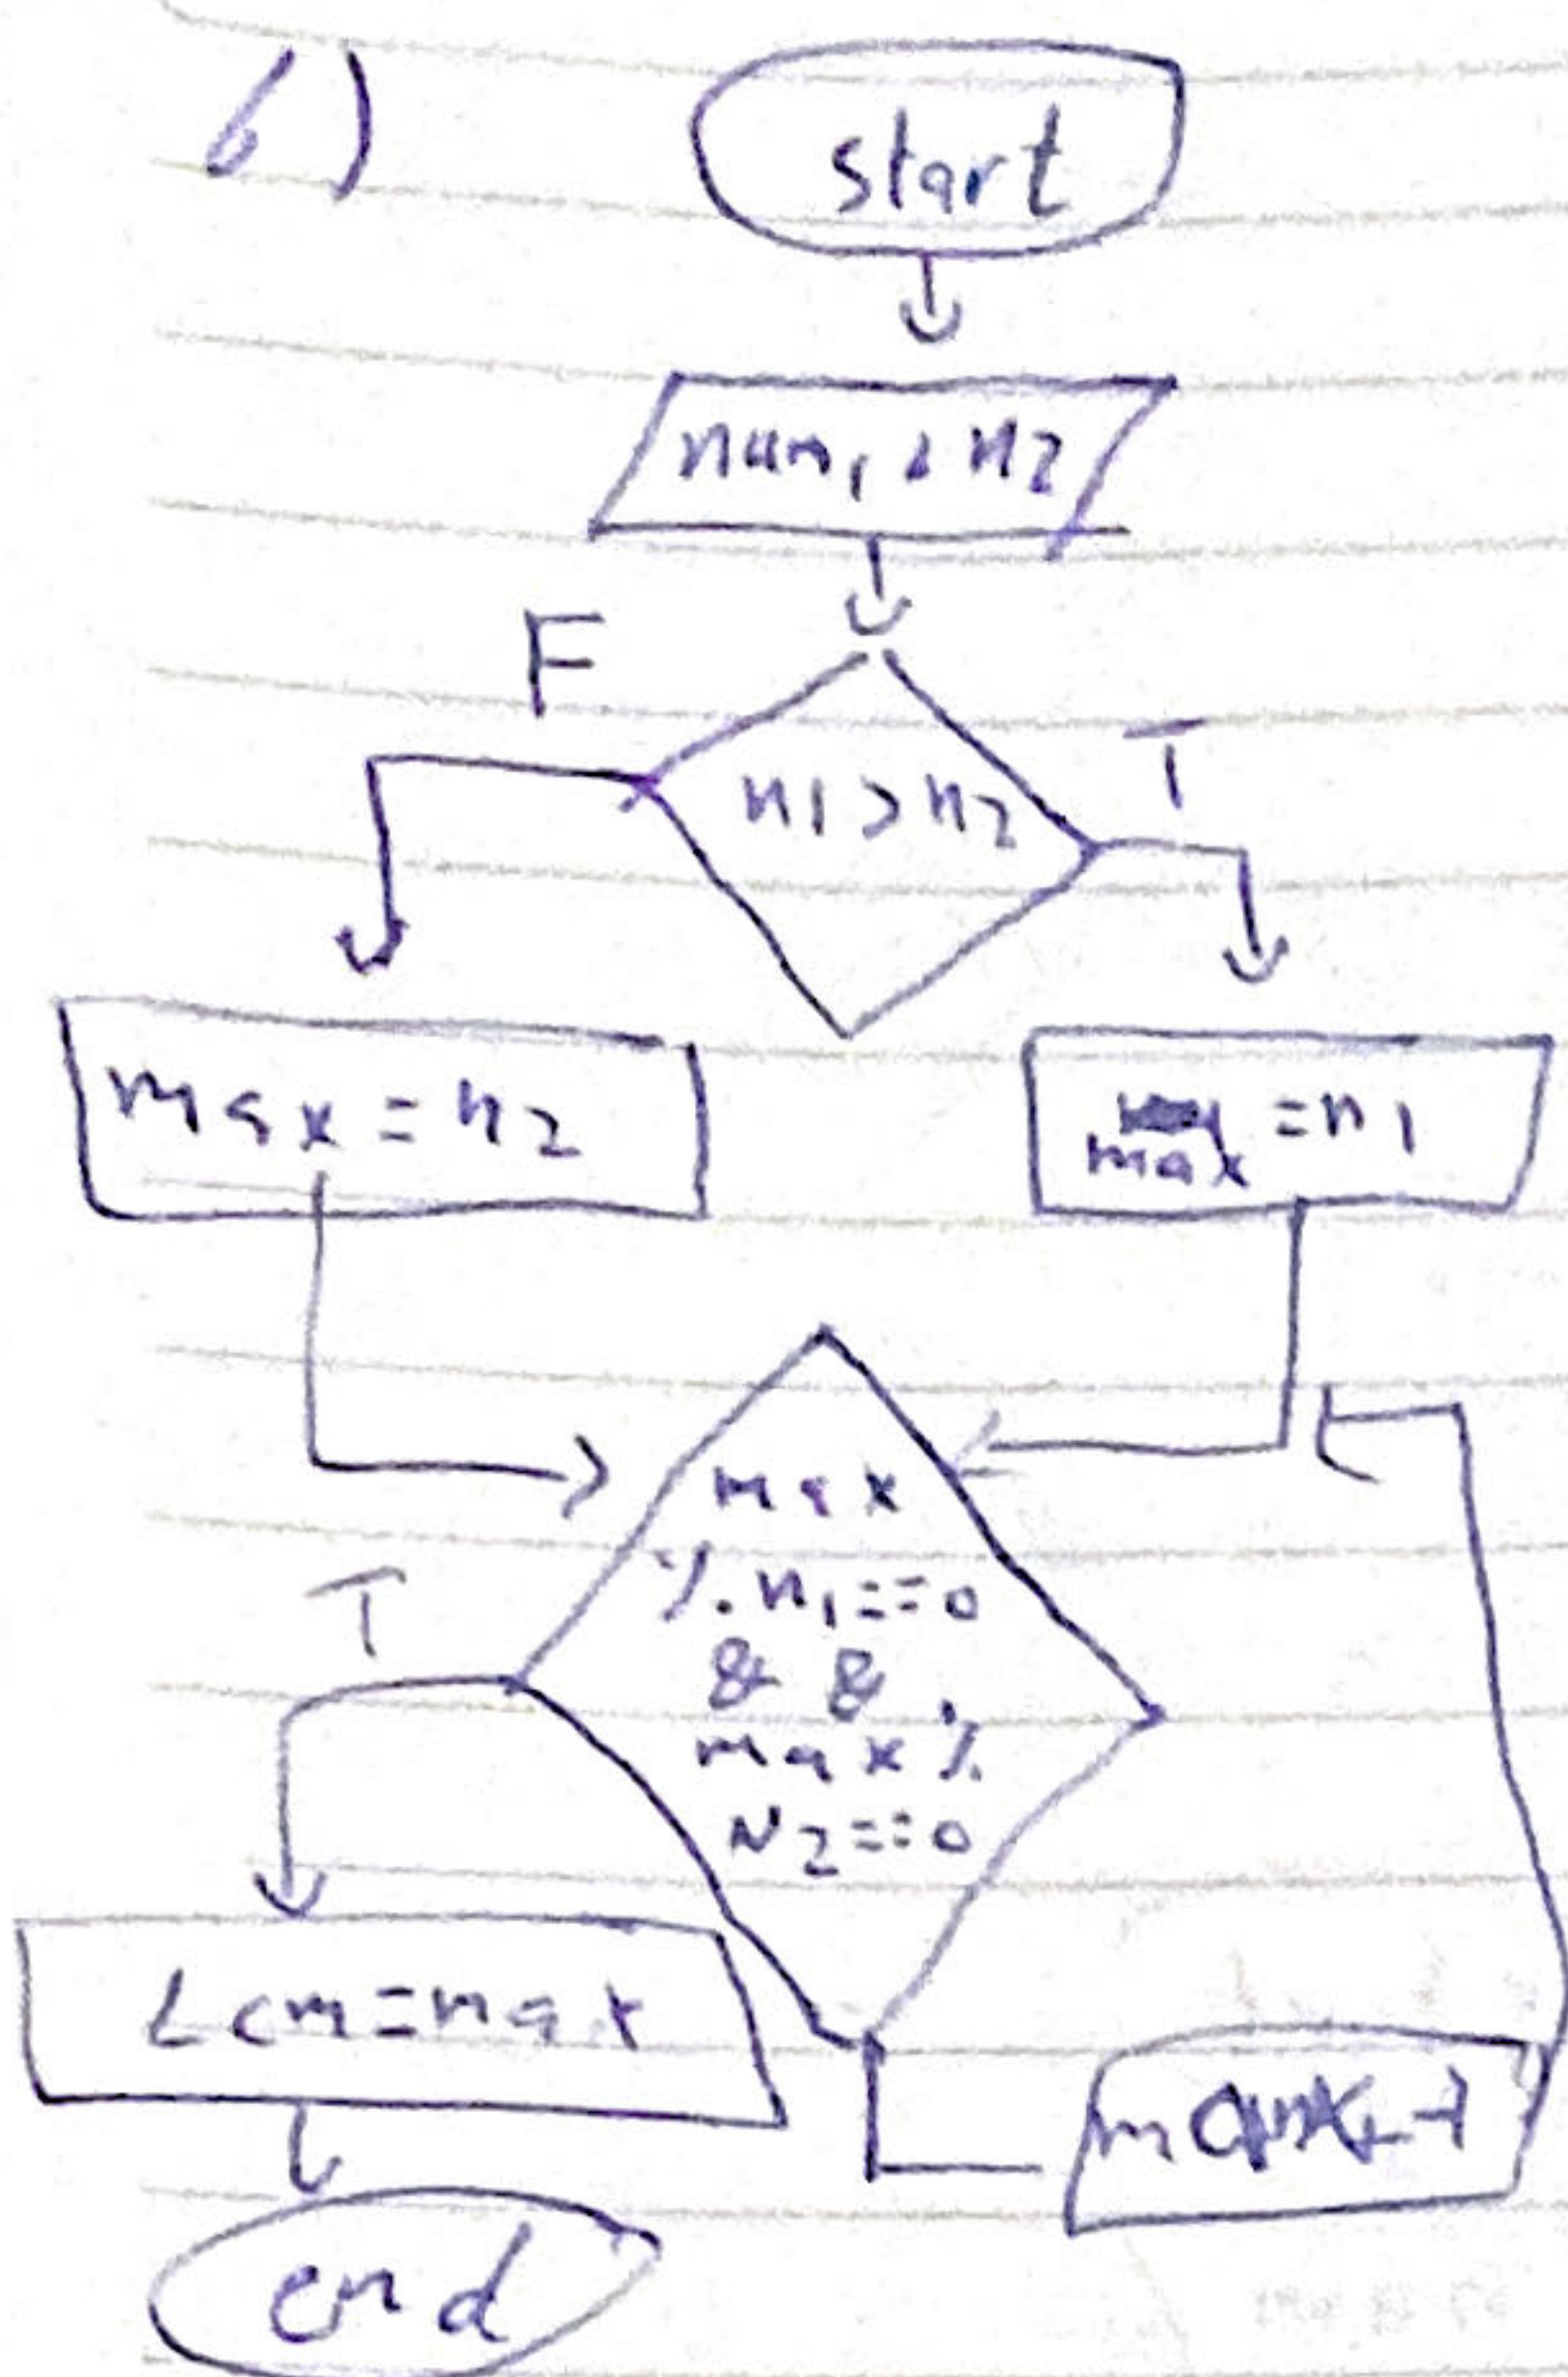 6)
start
num1, n2
F
T
n1 > n2
max = n2
max = n1
max
% n1 == 0
T
& &
max %
N2 == 0
Lcm = max
end